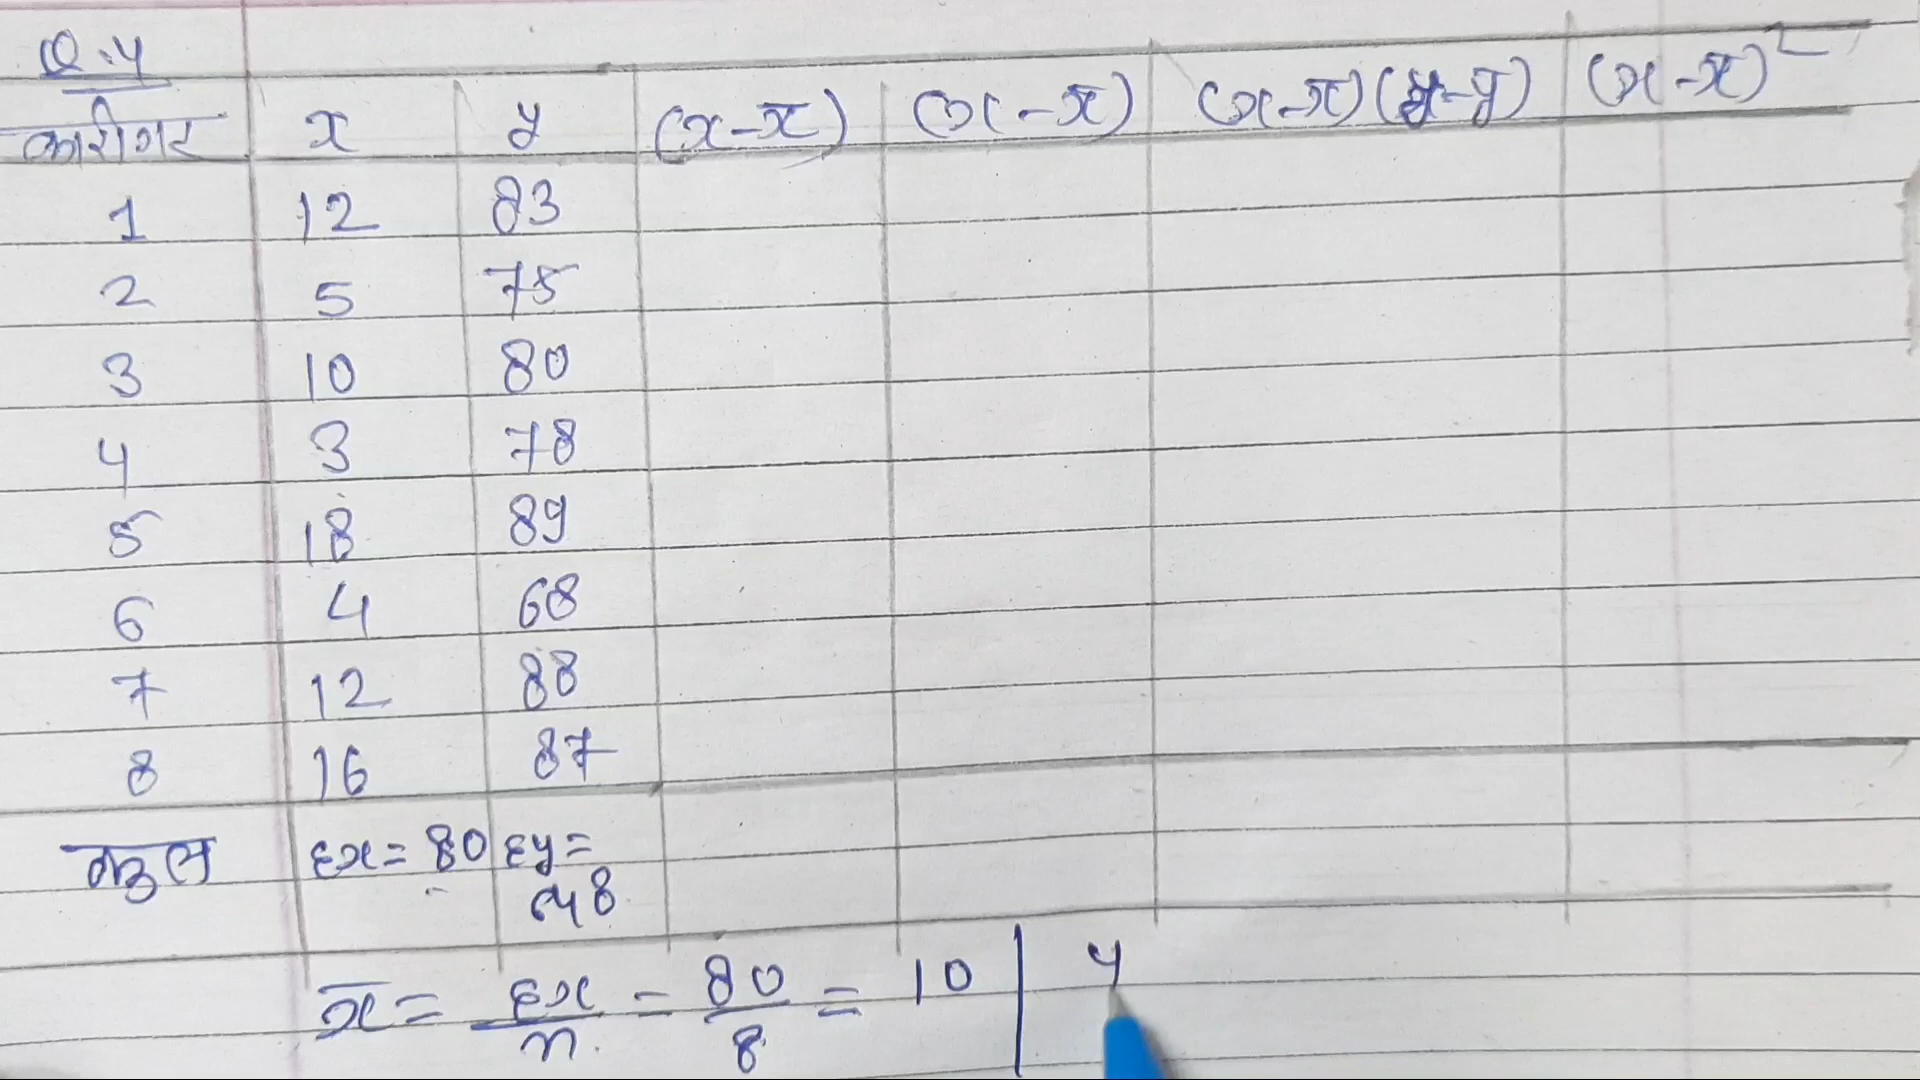 Q.4
कारीगर x y (x-x̄) (x-x̄) (x-x̄)(y-ȳ) (x-x̄)²
1 12 83
2 5 75
3 10 80
4 3 78
5 18 89
6 4 68
7 12 88
8 16 87
कुल Σx= 80 Σy=
648
x̄ = Σx/n. = 80/8 = 10 | y